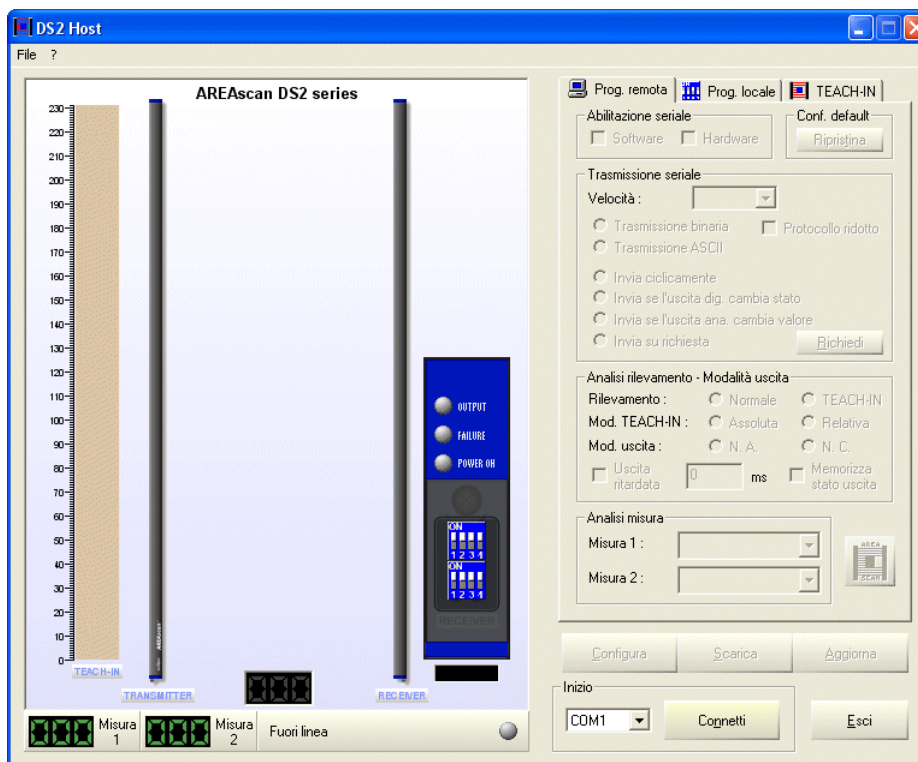 DS2 Host
File ?
AREAscan DS2 series
230
220
210
200
190
180
170
160
150
140
130
120
110
100
90
80
70
60
50
40
30
20
10
0
TEACH-IN
TRANSMITTER
AREAscan
RECEIVER
OUTPUT
FAILURE
POWER ON
ON
1 2 3 4
ON
1 2 3 4
RECEIVER
Misura 1
Misura 2
Fuori linea
Prog. remota
Prog. locale
TEACH-IN
Abilitazione seriale
Software
Hardware
Conf. default
Ripristina
Trasmissione seriale
Velocità :
Trasmissione binaria
Protocollo ridotto
Trasmissione ASCII
Invia ciclicamente
Invia se l'uscita dig. cambia stato
Invia se l'uscita ana. cambia valore
Invia su richiesta
Richiedi
Analisi rilevamento - Modalità uscita
Rilevamento :
Normale
TEACH-IN
Mod. TEACH-IN :
Assoluta
Relativa
Mod. uscita :
N. A.
N. C.
Uscita ritardata
0
ms
Memorizza stato uscita
Analisi misura
Misura 1 :
Misura 2 :
AREA
SCAN
Configura
Scarica
Aggiorna
Inizio
COM1
Connetti
Esci